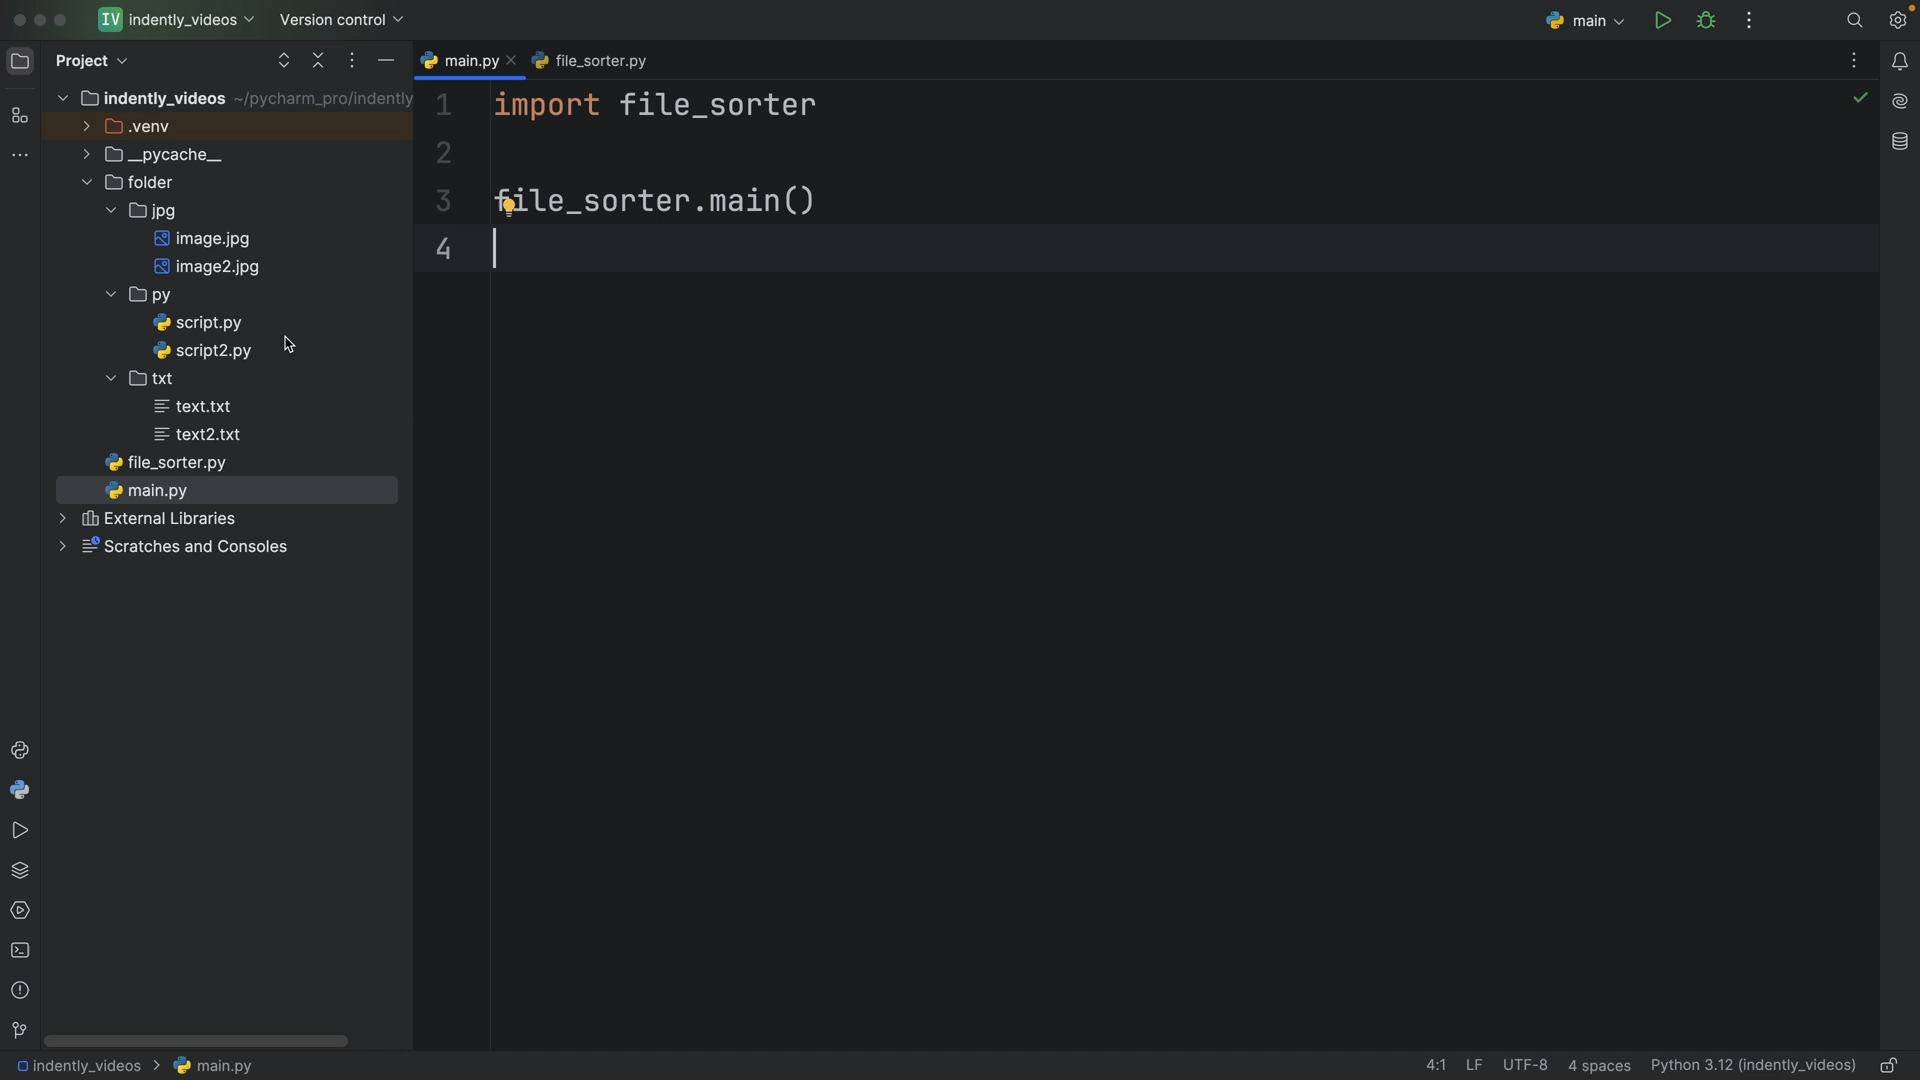 IV indently_videos Version control main
Project
main.py file_sorter.py
indently_videos ~/pycharm_pro/indently
.venv
__pycache__
folder
jpg
image.jpg
image2.jpg
py
script.py
script2.py
txt
text.txt
text2.txt
file_sorter.py
main.py
External Libraries
Scratches and Consoles
1 import file_sorter
2
3 file_sorter.main()
4
indently_videos > main.py
4:1 LF UTF-8 4 spaces Python 3.12 (indently_videos)